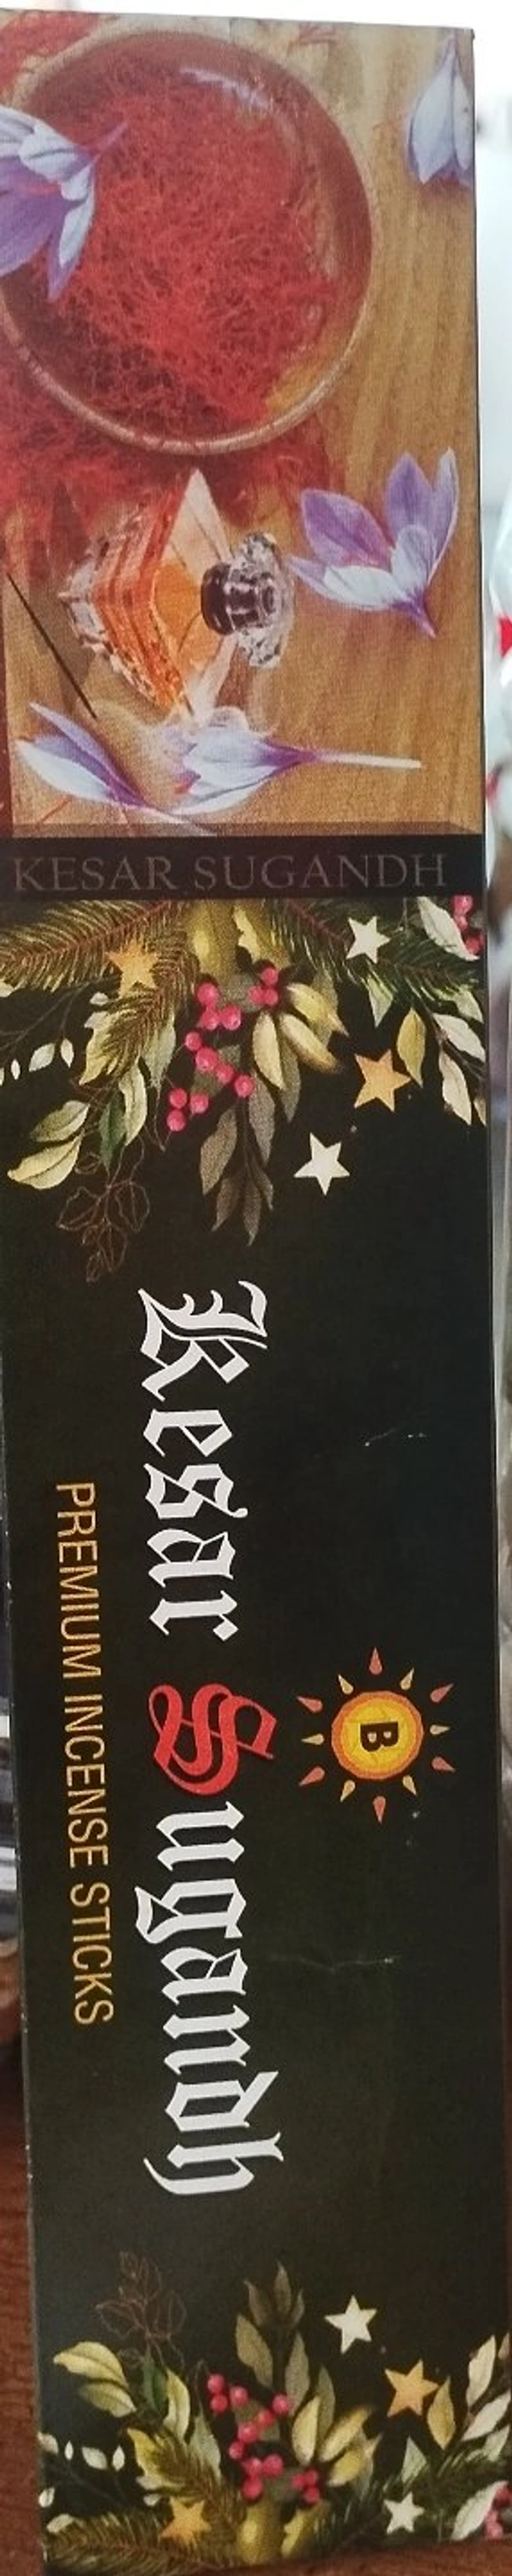 KESAR SUGANDH
B
Kesar Sugandh
PREMIUM INCENSE STICKS